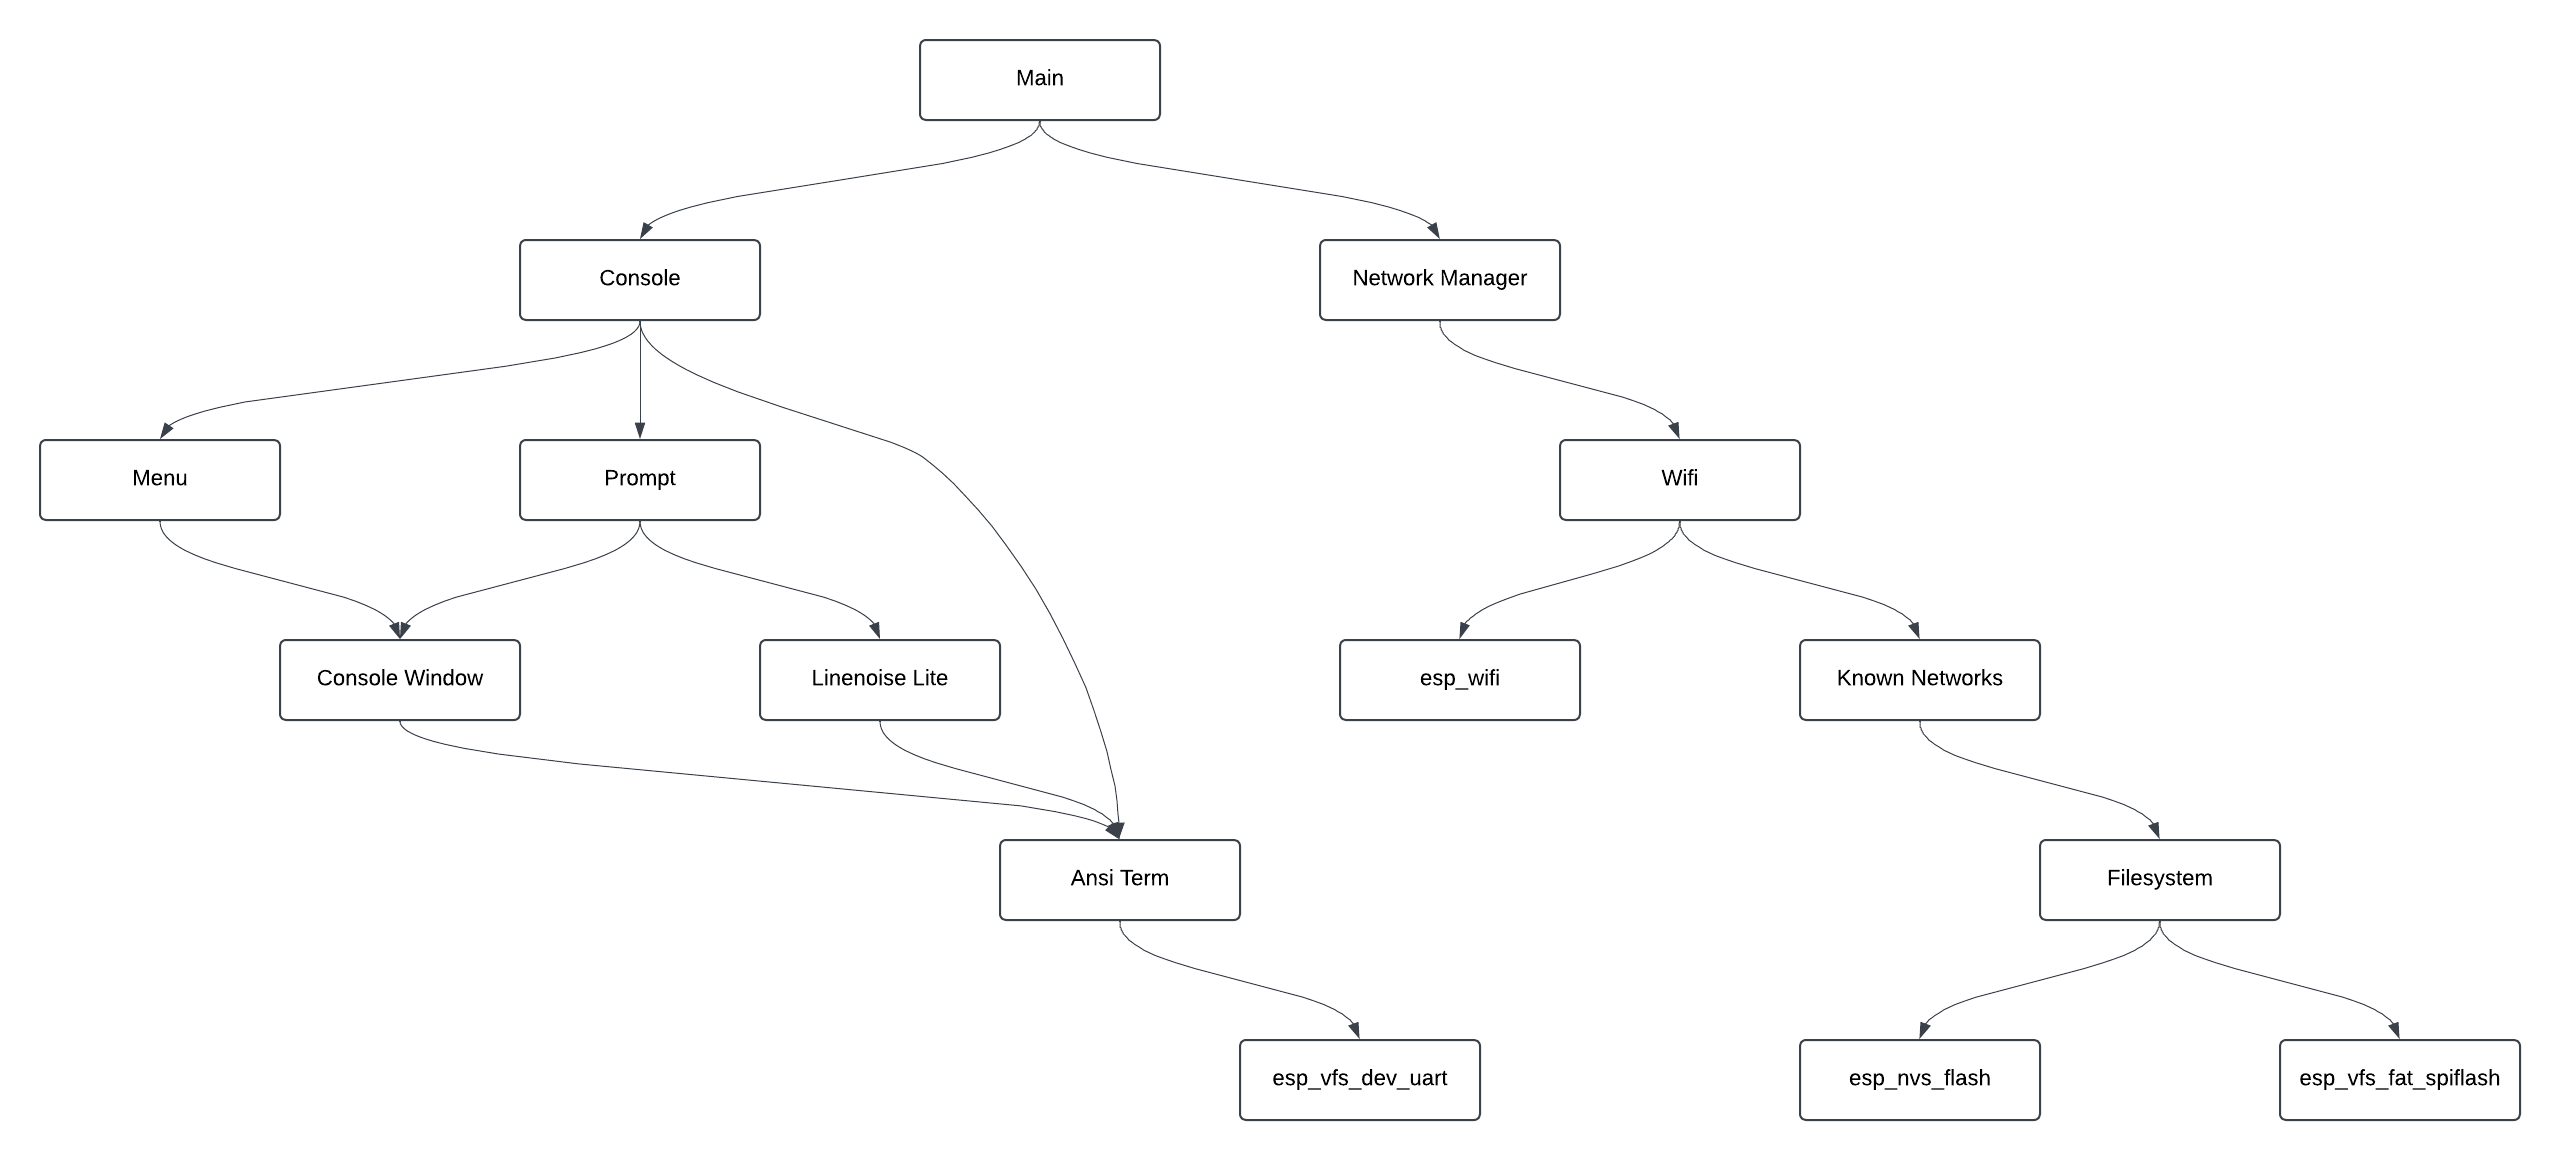 Main
Console
Network Manager
Menu
Prompt
Wifi
Console Window
Linenoise Lite
esp_wifi
Known Networks
Ansi Term
Filesystem
esp_vfs_dev_uart
esp_nvs_flash
esp_vfs_fat_spiflash